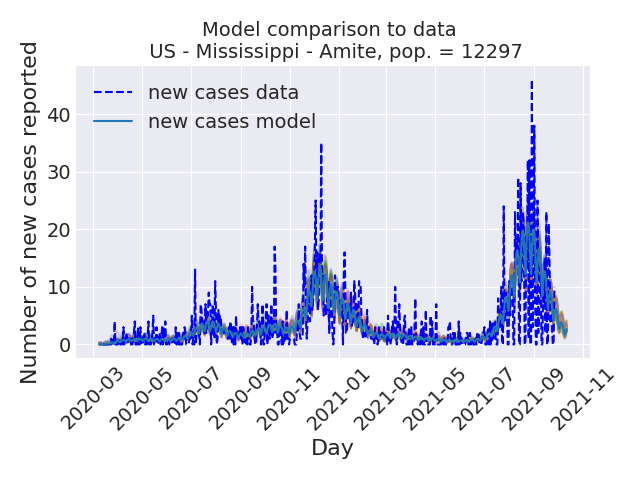 Model comparison to data
US - Mississippi - Amite, pop. = 12297
Number of new cases reported
new cases data
new cases model
40
30
20
10
0
2020-03
2020-05
2020-07
2020-09
2020-11
2021-01
2021-03
2021-05
2021-07
2021-09
2021-11
Day